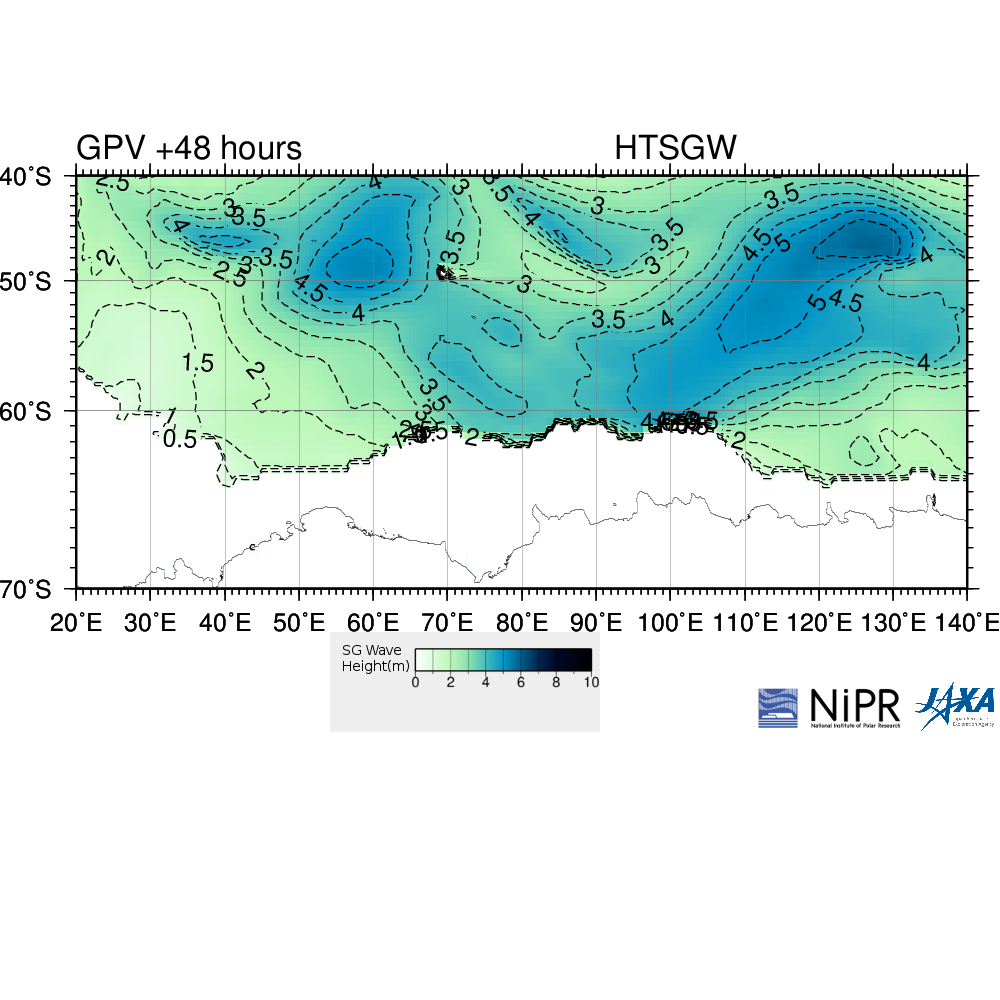 GPV +48 hours HTSGW
40°S
50°S
60°S
70°S
2.5 4 3 3.5 3 3.5
4 3 3.5 4 3.5
2 3.5 3 3.5 3 4.5 5 4
2.5 4.5 3
4 3.5 4 5 4.5
1.5 2 4
3.5
1 3
0.5 2 2
20°E 30°E 40°E 50°E 60°E 70°E 80°E 90°E 100°E 110°E 120°E 130°E 140°E
SG Wave
Height(m)
0 2 4 6 8 10
NiPR
National Institute of Polar Research
JAXA
Japan Aerospace
Exploration Agency